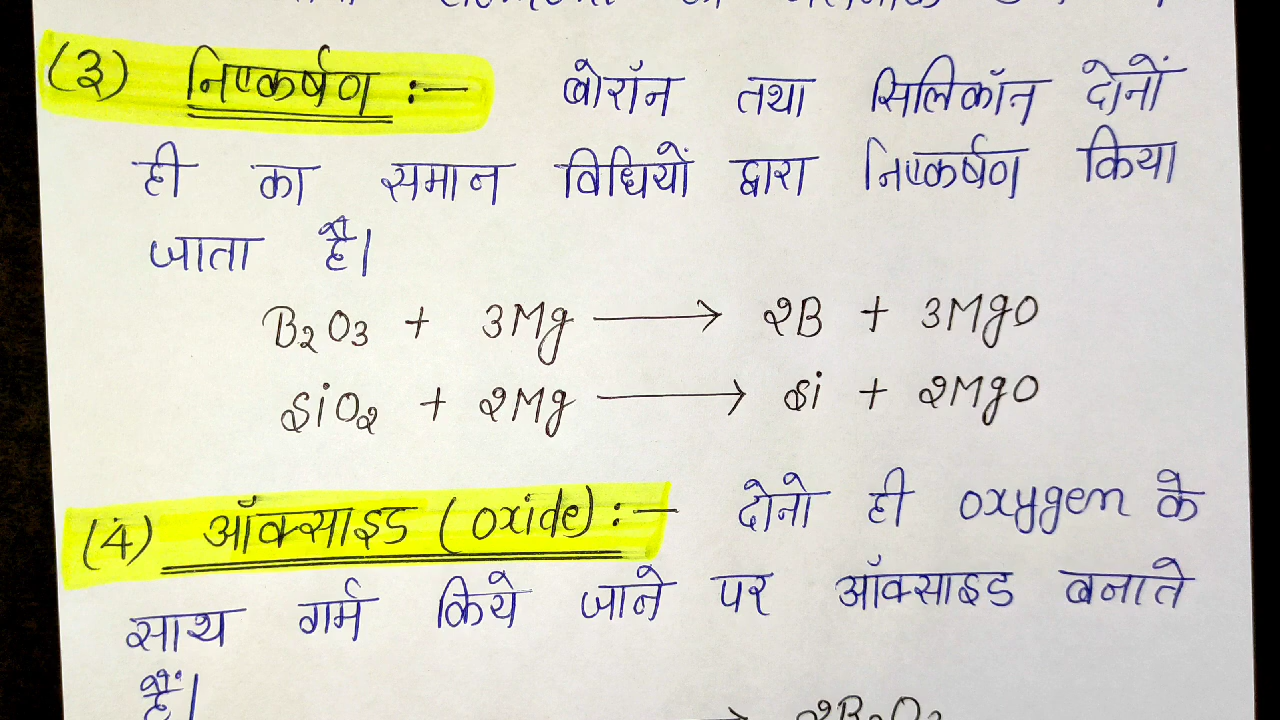 (3) निष्कर्षण :- बोरॉन तथा सिलिकॉन दोनों
ही का समान विधियों द्वारा निष्कर्षण किया
जाता है।
B₂O₃ + 3Mg ⟶ 2B + 3MgO
SiO₂ + 2Mg ⟶ Si + 2MgO
(4) ऑक्साइड (oxide) :- दोनो ही oxygen के
साथ गर्म किये जाने पर ऑक्साइड बनाते
हैं।
⟶ 2B₂O₃